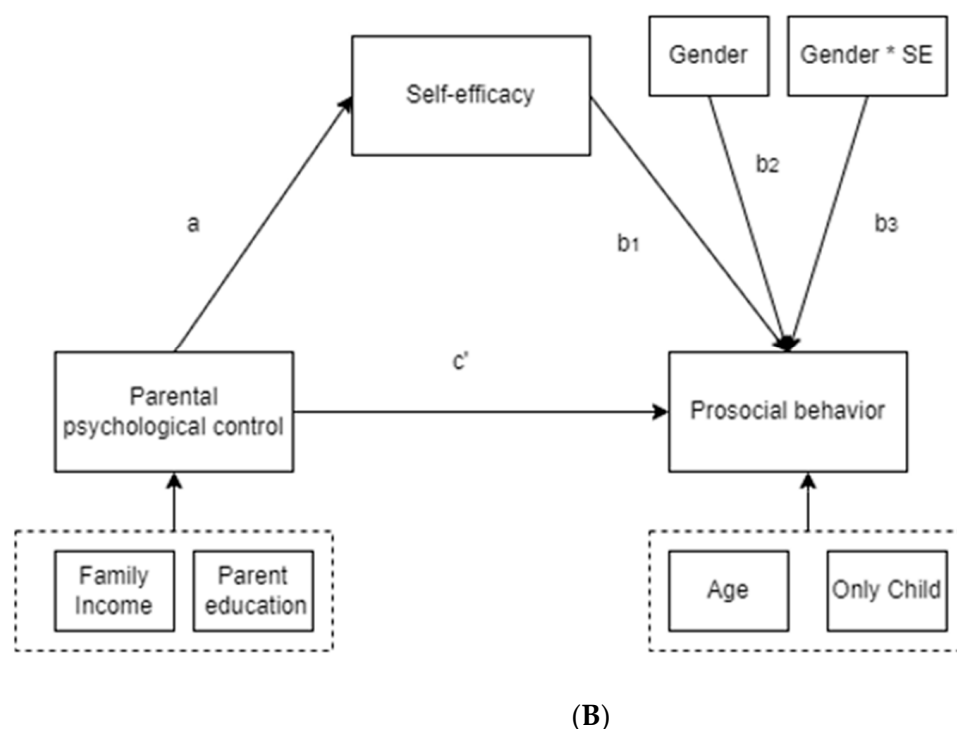 Self-efficacy
Gender
Gender * SE
a
b1
b2
b3
c'
Parental
psychological control
Prosocial behavior
Family
Income
Parent
education
Age
Only Child
(B)